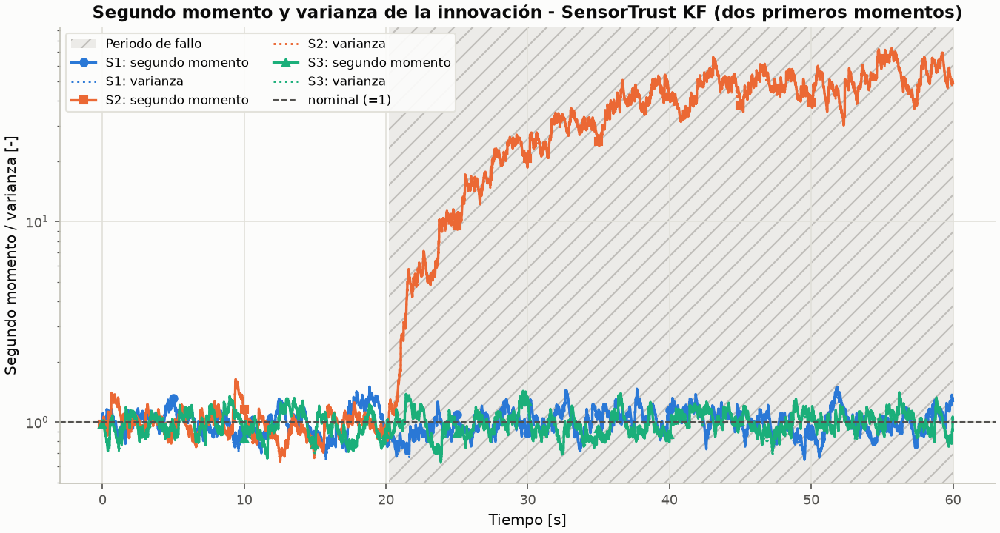 Segundo momento y varianza de la innovación - SensorTrust KF (dos primeros momentos)
Periodo de fallo
S1: segundo momento
S1: varianza
S2: segundo momento
S2: varianza
S3: segundo momento
S3: varianza
nominal (=1)
Segundo momento / varianza [-]
10¹
10⁰
0 10 20 30 40 50 60
Tiempo [s]